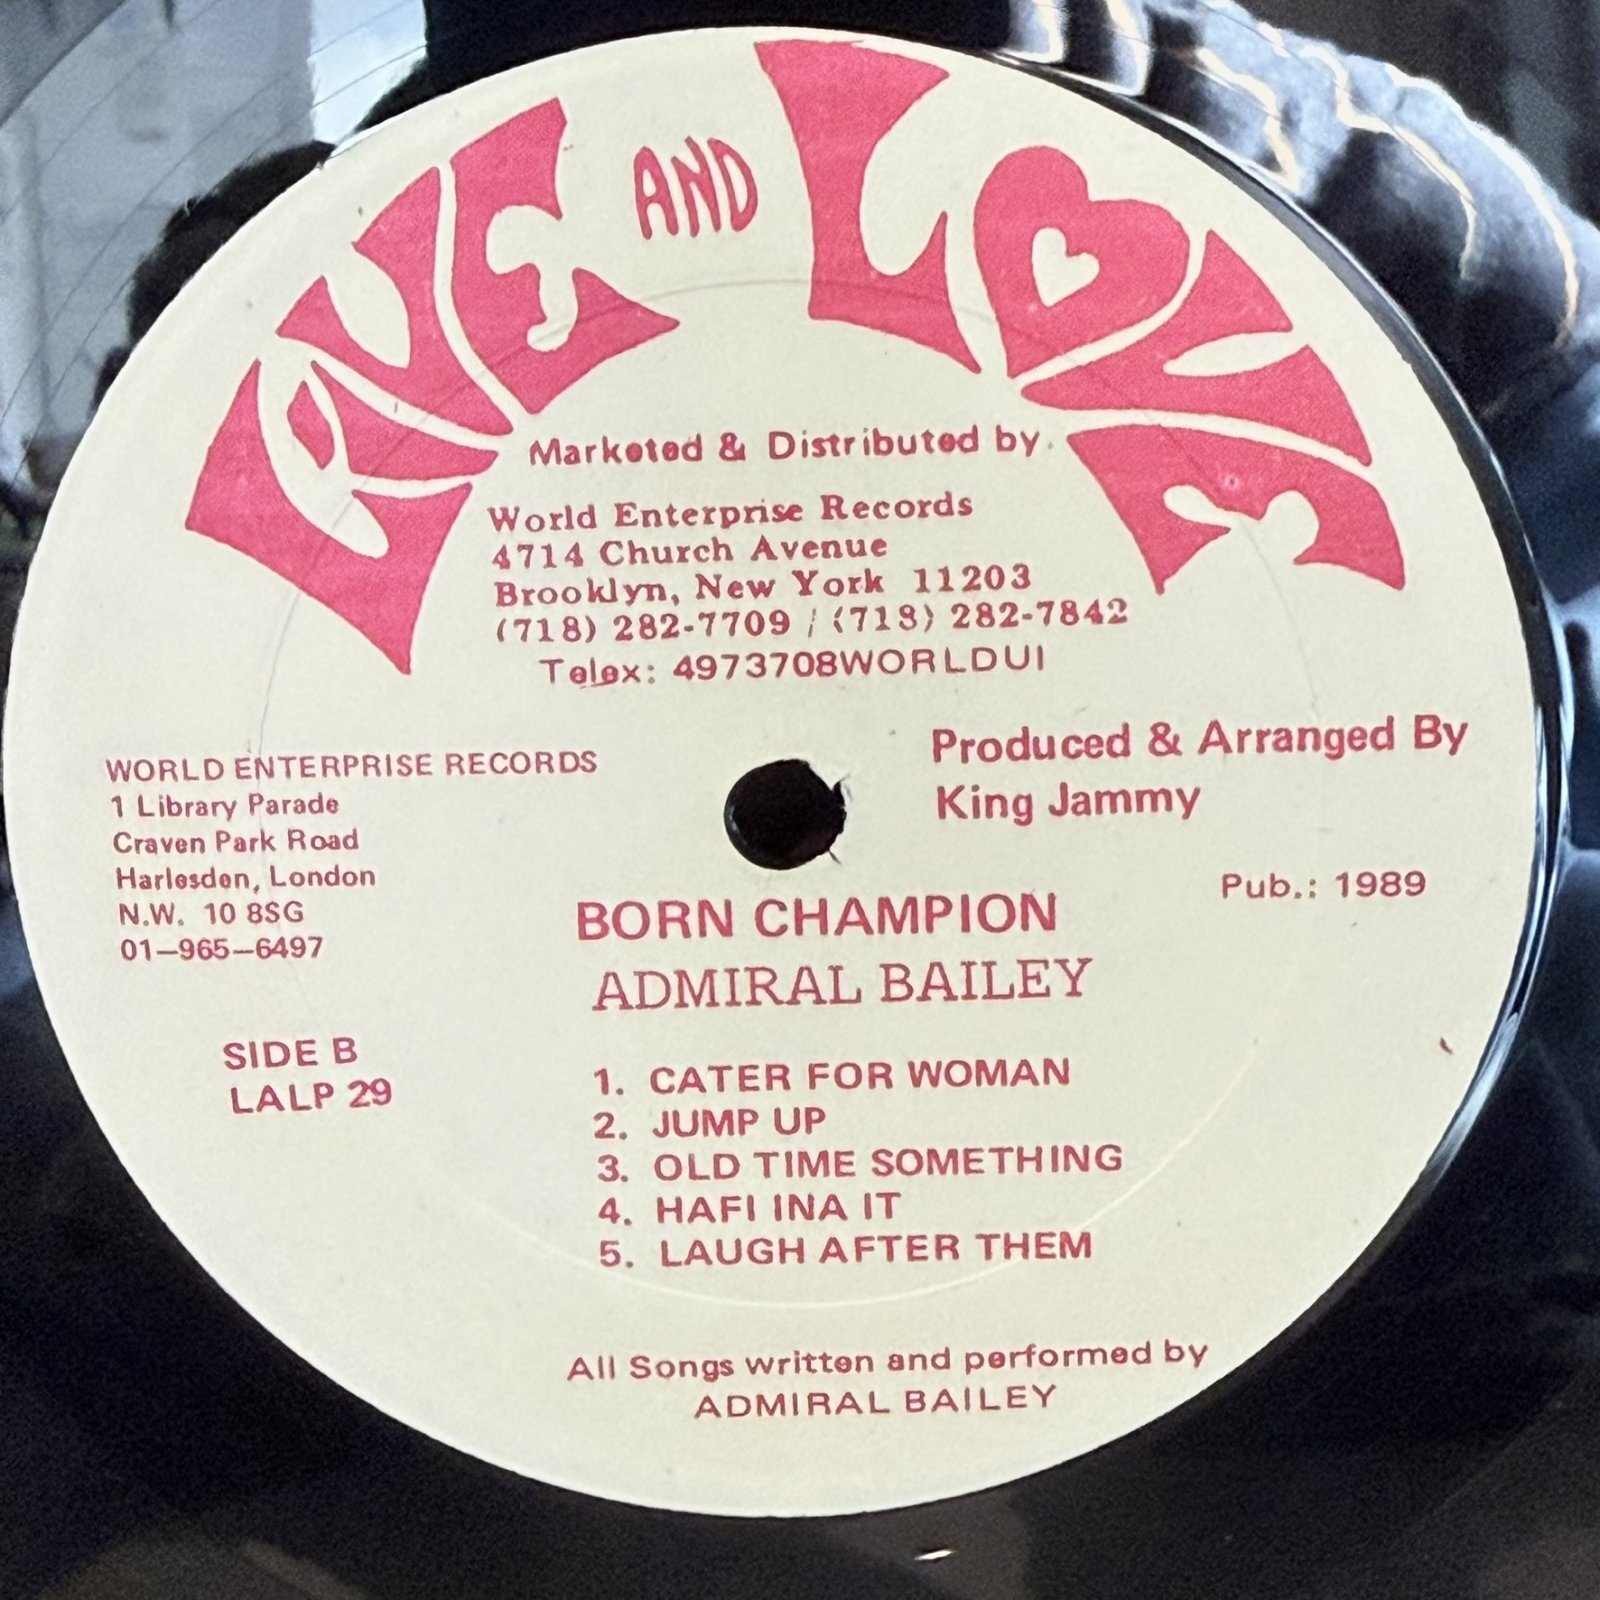 LIVE AND LOVE
Marketed & Distributed by.
World Enterprise Records
4714 Church Avenue
Brooklyn, New York 11203
(718) 282-7709 / (718) 282-7842
Telex: 4973708WORLDUI
Produced & Arranged By
King Jammy
WORLD ENTERPRISE RECORDS
1 Library Parade
Craven Park Road
Harlesden, London
N.W. 10 8SG
01-965-6497
Pub.: 1989
BORN CHAMPION
ADMIRAL BAILEY
SIDE B
LALP 29
1. CATER FOR WOMAN
2. JUMP UP
3. OLD TIME SOMETHING
4. HAFI INA IT
5. LAUGH AFTER THEM
All Songs written and performed by
ADMIRAL BAILEY